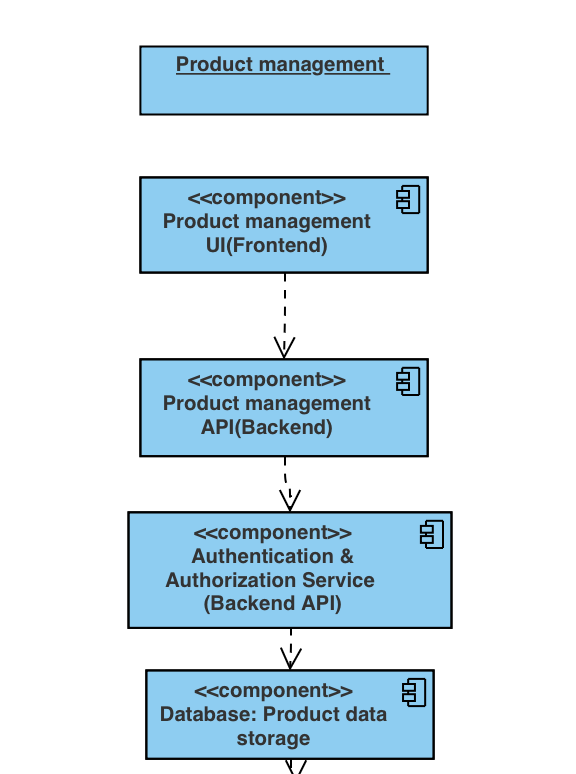 Product management
<<component>>
Product management
UI(Frontend)
<<component>>
Product management
API(Backend)
<<component>>
Authentication &
Authorization Service
(Backend API)
<<component>>
Database: Product data
storage